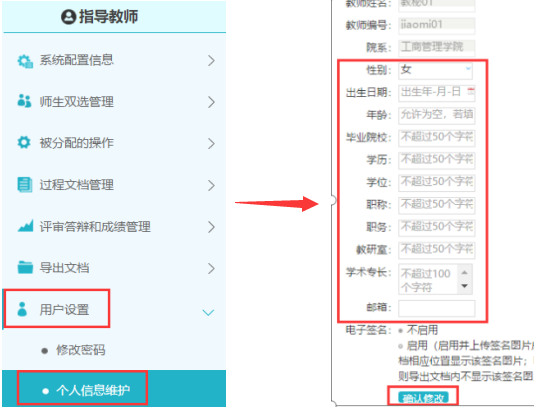 指导教师
系统配置信息
师生双选管理
被分配的操作
过程文档管理
评审答辩和成绩管理
导出文档
用户设置
修改密码
个人信息维护
教师姓名： 教秘01
教师编号： jiaomi01
院系： 工商管理学院
性别： 女
出生日期： 出生年-月-日
年龄： 允许为空，若填
毕业院校： 不超过50个字符
学历： 不超过50个字符
学位： 不超过50个字符
职称： 不超过50个字符
职务： 不超过50个字符
教研室： 不超过50个字符
学术专长： 不超过100
个字符
邮箱：
电子签名： 不启用
启用（启用并上传签名图片后
档相应位置显示该签名图片；
则导出文档内不显示该签名图
确认修改